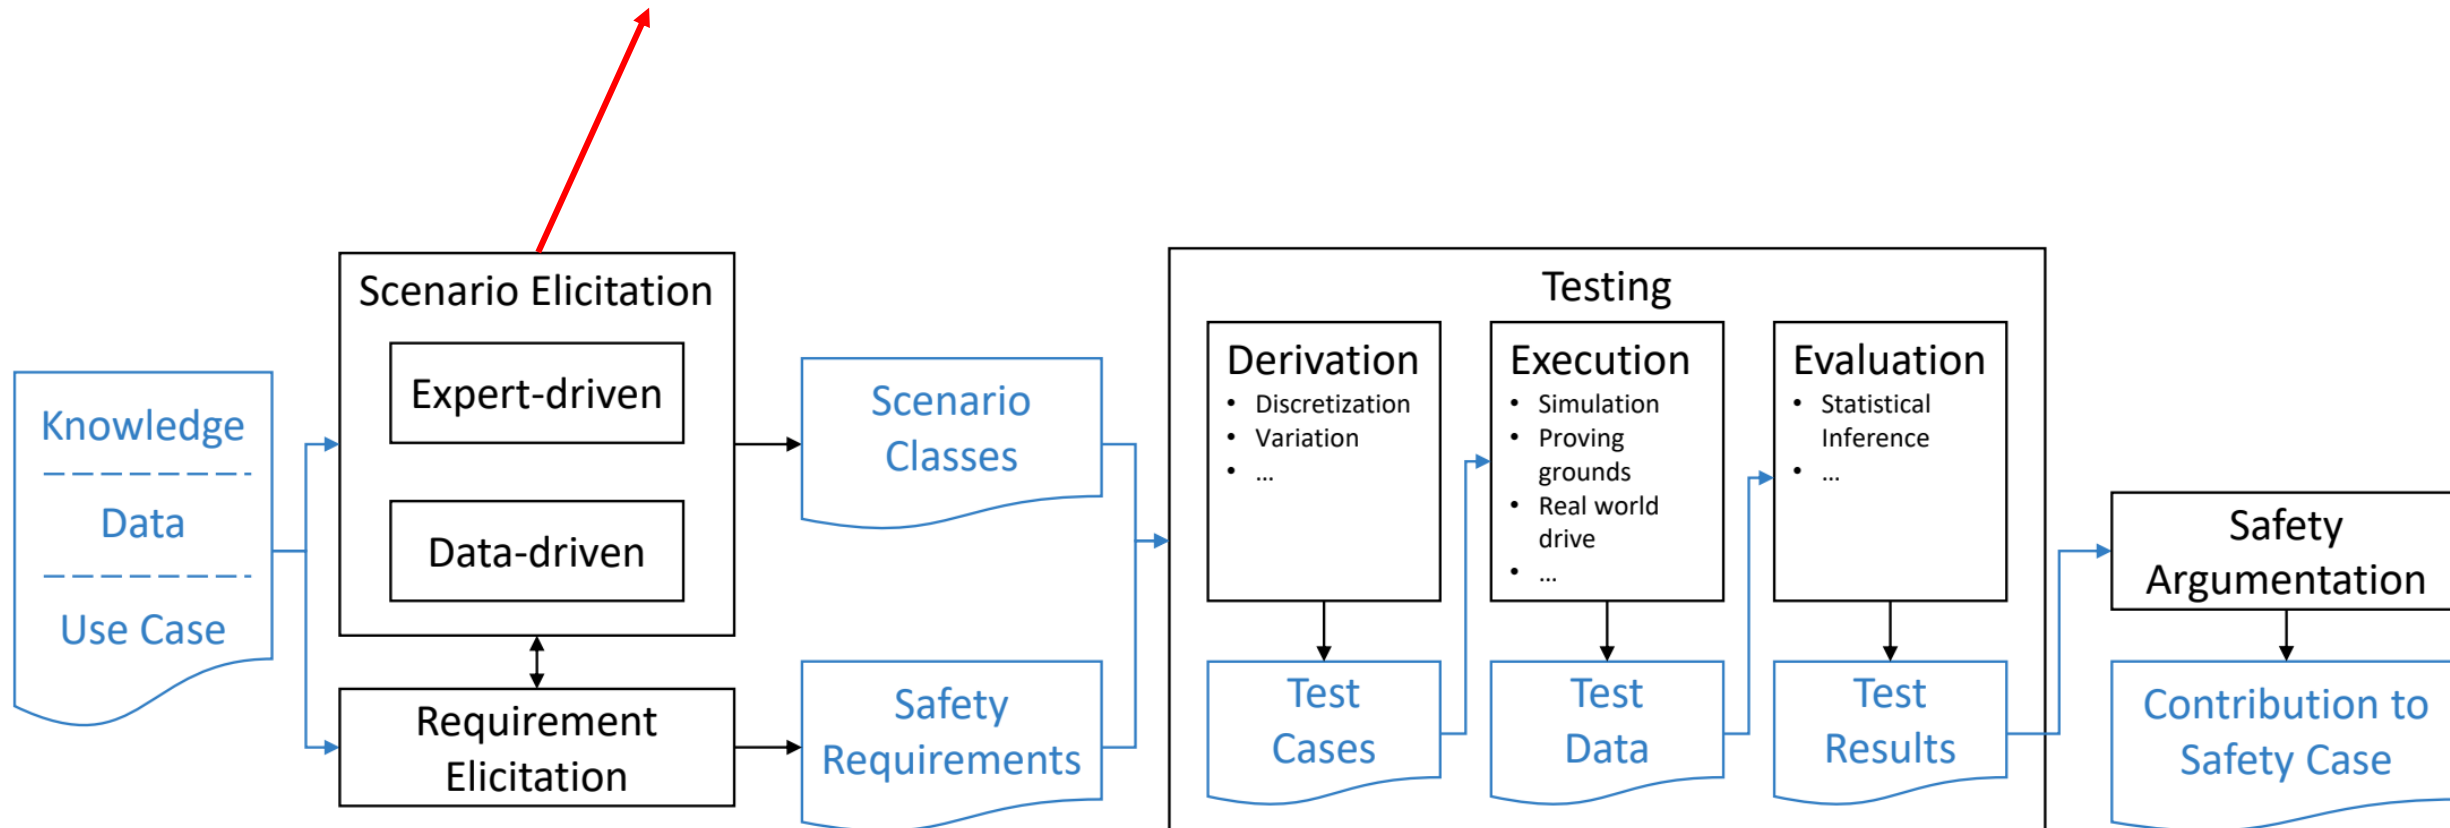 Knowledge
Data
Use Case
Scenario Elicitation
Expert-driven
Data-driven
Requirement
Elicitation
Scenario
Classes
Safety
Requirements
Testing
Derivation
• Discretization
• Variation
• ...
Test
Cases
Execution
• Simulation
• Proving
grounds
• Real world
drive
• ...
Test
Data
Evaluation
• Statistical
Inference
• ...
Test
Results
Safety
Argumentation
Contribution to
Safety Case